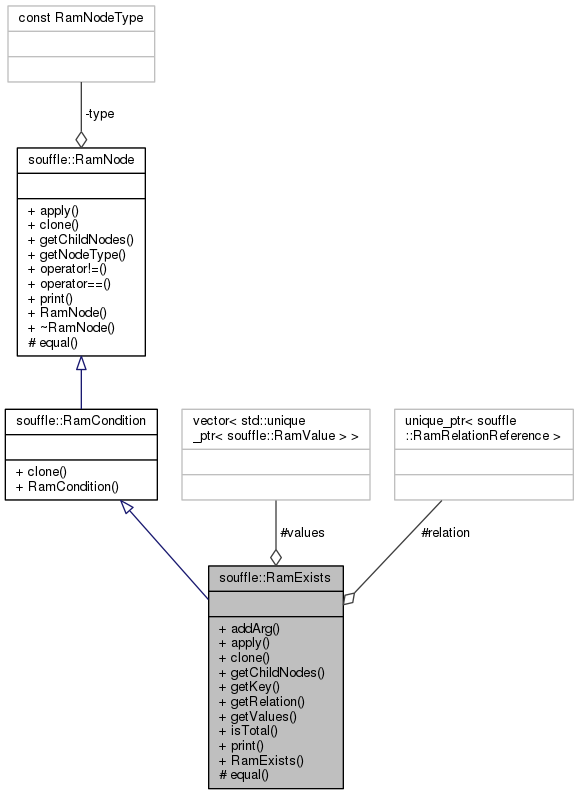 const RamNodeType
-type
souffle::RamNode
+ apply()
+ clone()
+ getChildNodes()
+ getNodeType()
+ operator!=()
+ operator==()
+ print()
+ RamNode()
+ ~RamNode()
# equal()
souffle::RamCondition
+ clone()
+ RamCondition()
vector< std::unique
_ptr< souffle::RamValue > >
unique_ptr< souffle
::RamRelationReference >
#values
#relation
souffle::RamExists
+ addArg()
+ apply()
+ clone()
+ getChildNodes()
+ getKey()
+ getRelation()
+ getValues()
+ isTotal()
+ print()
+ RamExists()
# equal()